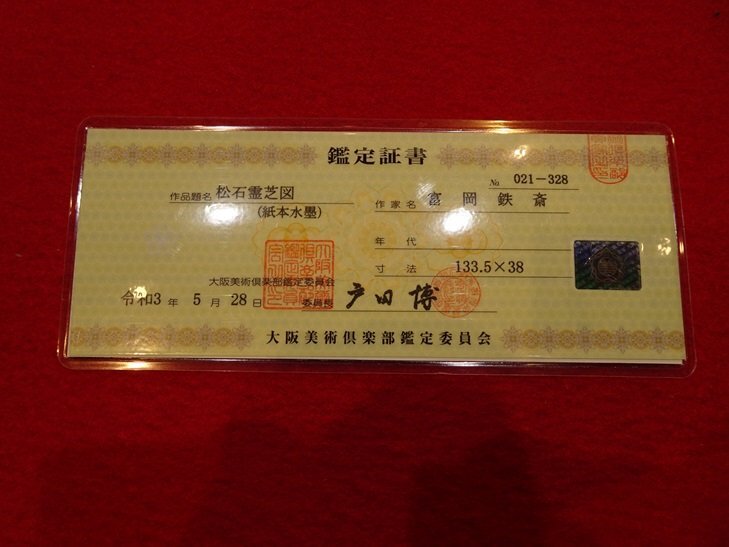 鑑定証書
№ 021-328
作品題名 松石霊芝図
(紙本水墨)
作家名 富岡鉄斎
年代
寸法 133.5×38
大阪美術倶楽部鑑定委員会
令和3年5月28日 委員長 戸田博
大阪美術倶楽部鑑定委員会